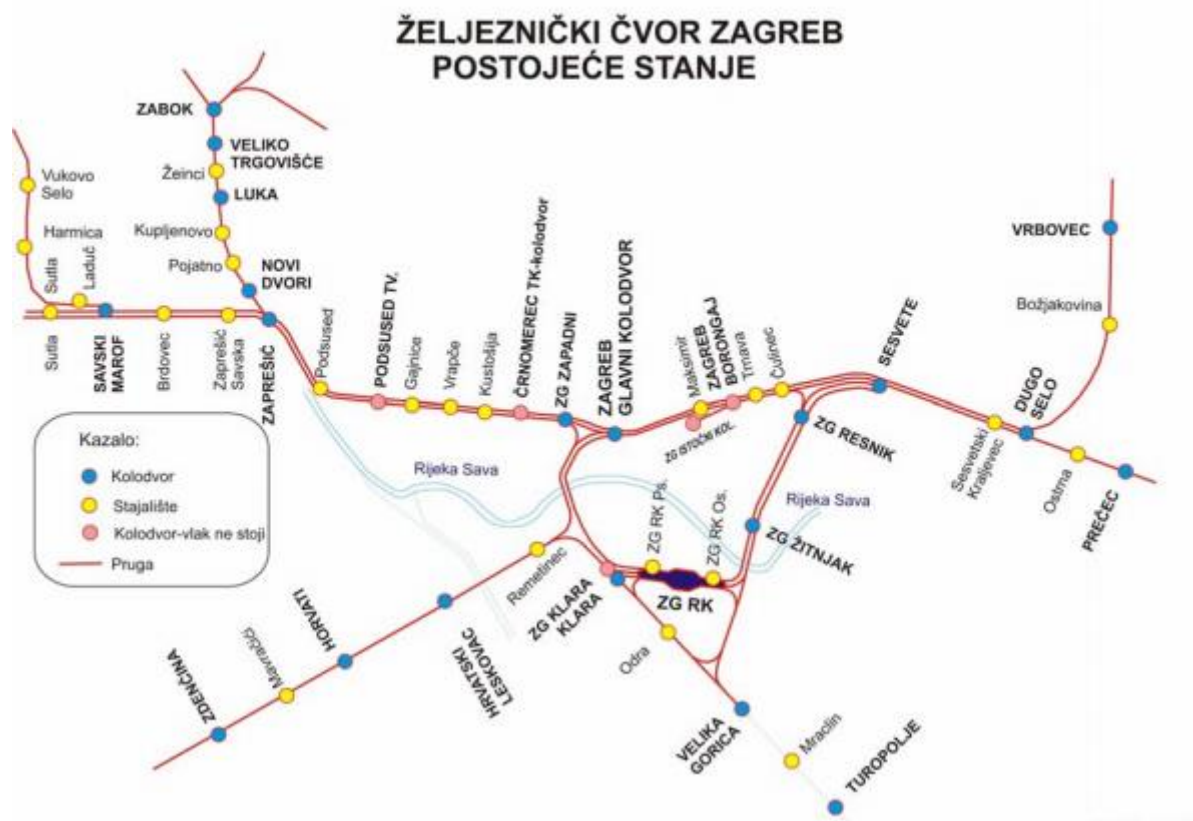 ŽELJEZNIČKI ČVOR ZAGREB
POSTOJEĆE STANJE
ZABOK
VELIKO
TRGOVIŠĆE
Žeinci
LUKA
Kupljenovo
Pojatno
NOVI
DVORI
Vukovo
Selo
Harmica
Sutla
Laduč
Sutla
SAVSKI
MAROF
Brdovec
Zaprešić
Savska
ZAPREŠIĆ
Podsused
PODSUSED TV.
Gajnice
Vrapče
Kustošija
ČRNOMEREC TK-kolodvor
ZG ZAPADNI
ZAGREB
GLAVNI KOLODVOR
Maksimir
ZAGREB
BORONGAJ
Trnava
Čulinec
ZG ISTOČKI KOL.
SESVETE
ZG RESNIK
VRBOVEC
Božjakovina
DUGO
SELO
Sesvetski
Kraljevec
Ostrna
PREČEC
Kazalo:
Kolodvor
Stajalište
Kolodvor-vlak ne stoji
Pruga
Rijeka Sava
Rijeka Sava
ZG RK Ps.
ZG RK Os.
ZG ŽITNJAK
ZG RK
Remetinec
ZG KLARA
KLARA
Odra
HRVATSKI
LESKOVAC
HORVATI
Mavračići
ZDENČINA
VELIKA
GORICA
Mraclin
TUROPOLJE